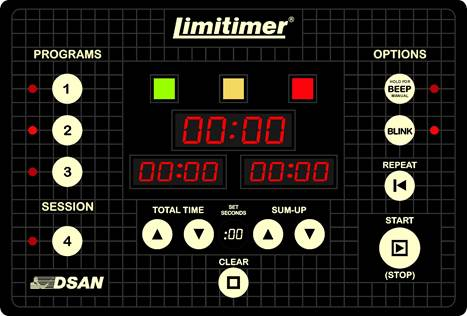 Limitimer®
PROGRAMS
OPTIONS
1
HOLD FOR
BEEP
MANUAL
2
00:00
BLINK
3
00:00
00:00
REPEAT
SESSION
TOTAL TIME
SET
SECONDS
SUM-UP
START
4
:00
CLEAR
(STOP)
DSAN